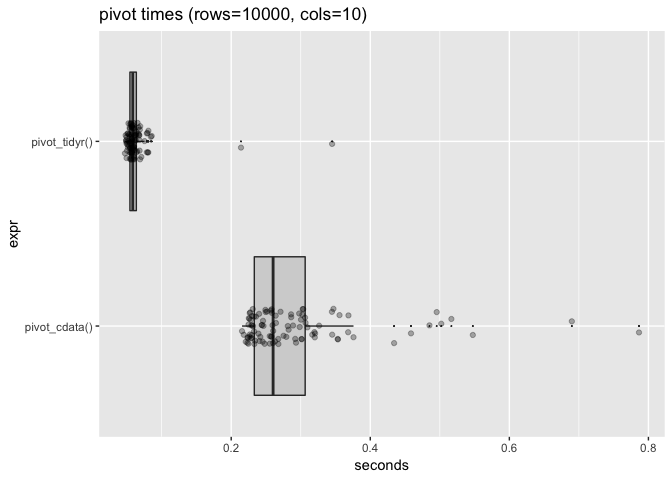 pivot times (rows=10000, cols=10)
pivot_tidyr()
expr
pivot_cdata()
0.2 0.4 0.6 0.8
seconds